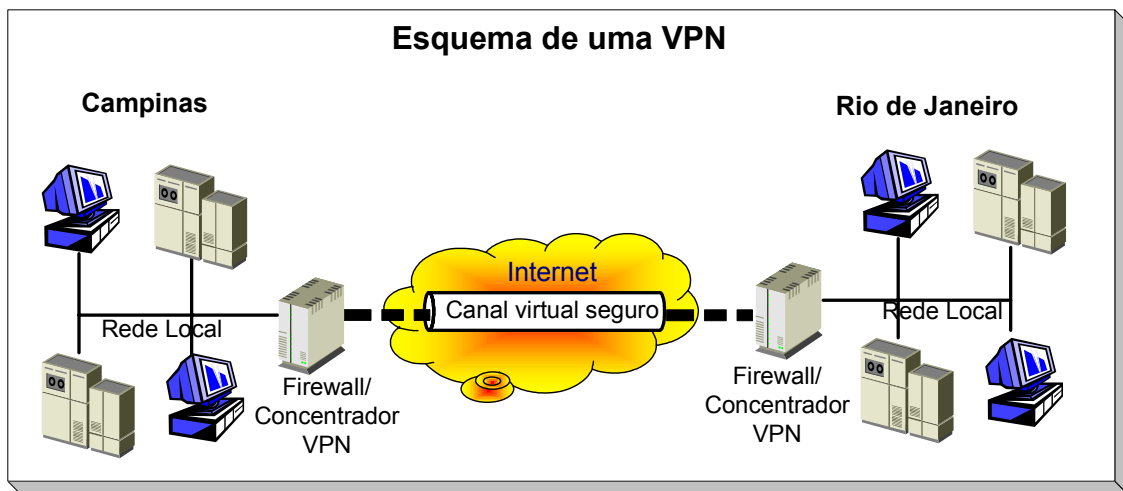 Esquema de uma VPN
Campinas
Rio de Janeiro
Internet
Canal virtual seguro
Rede Local
Rede Local
Firewall/
Concentrador
VPN
Firewall/
Concentrador
VPN